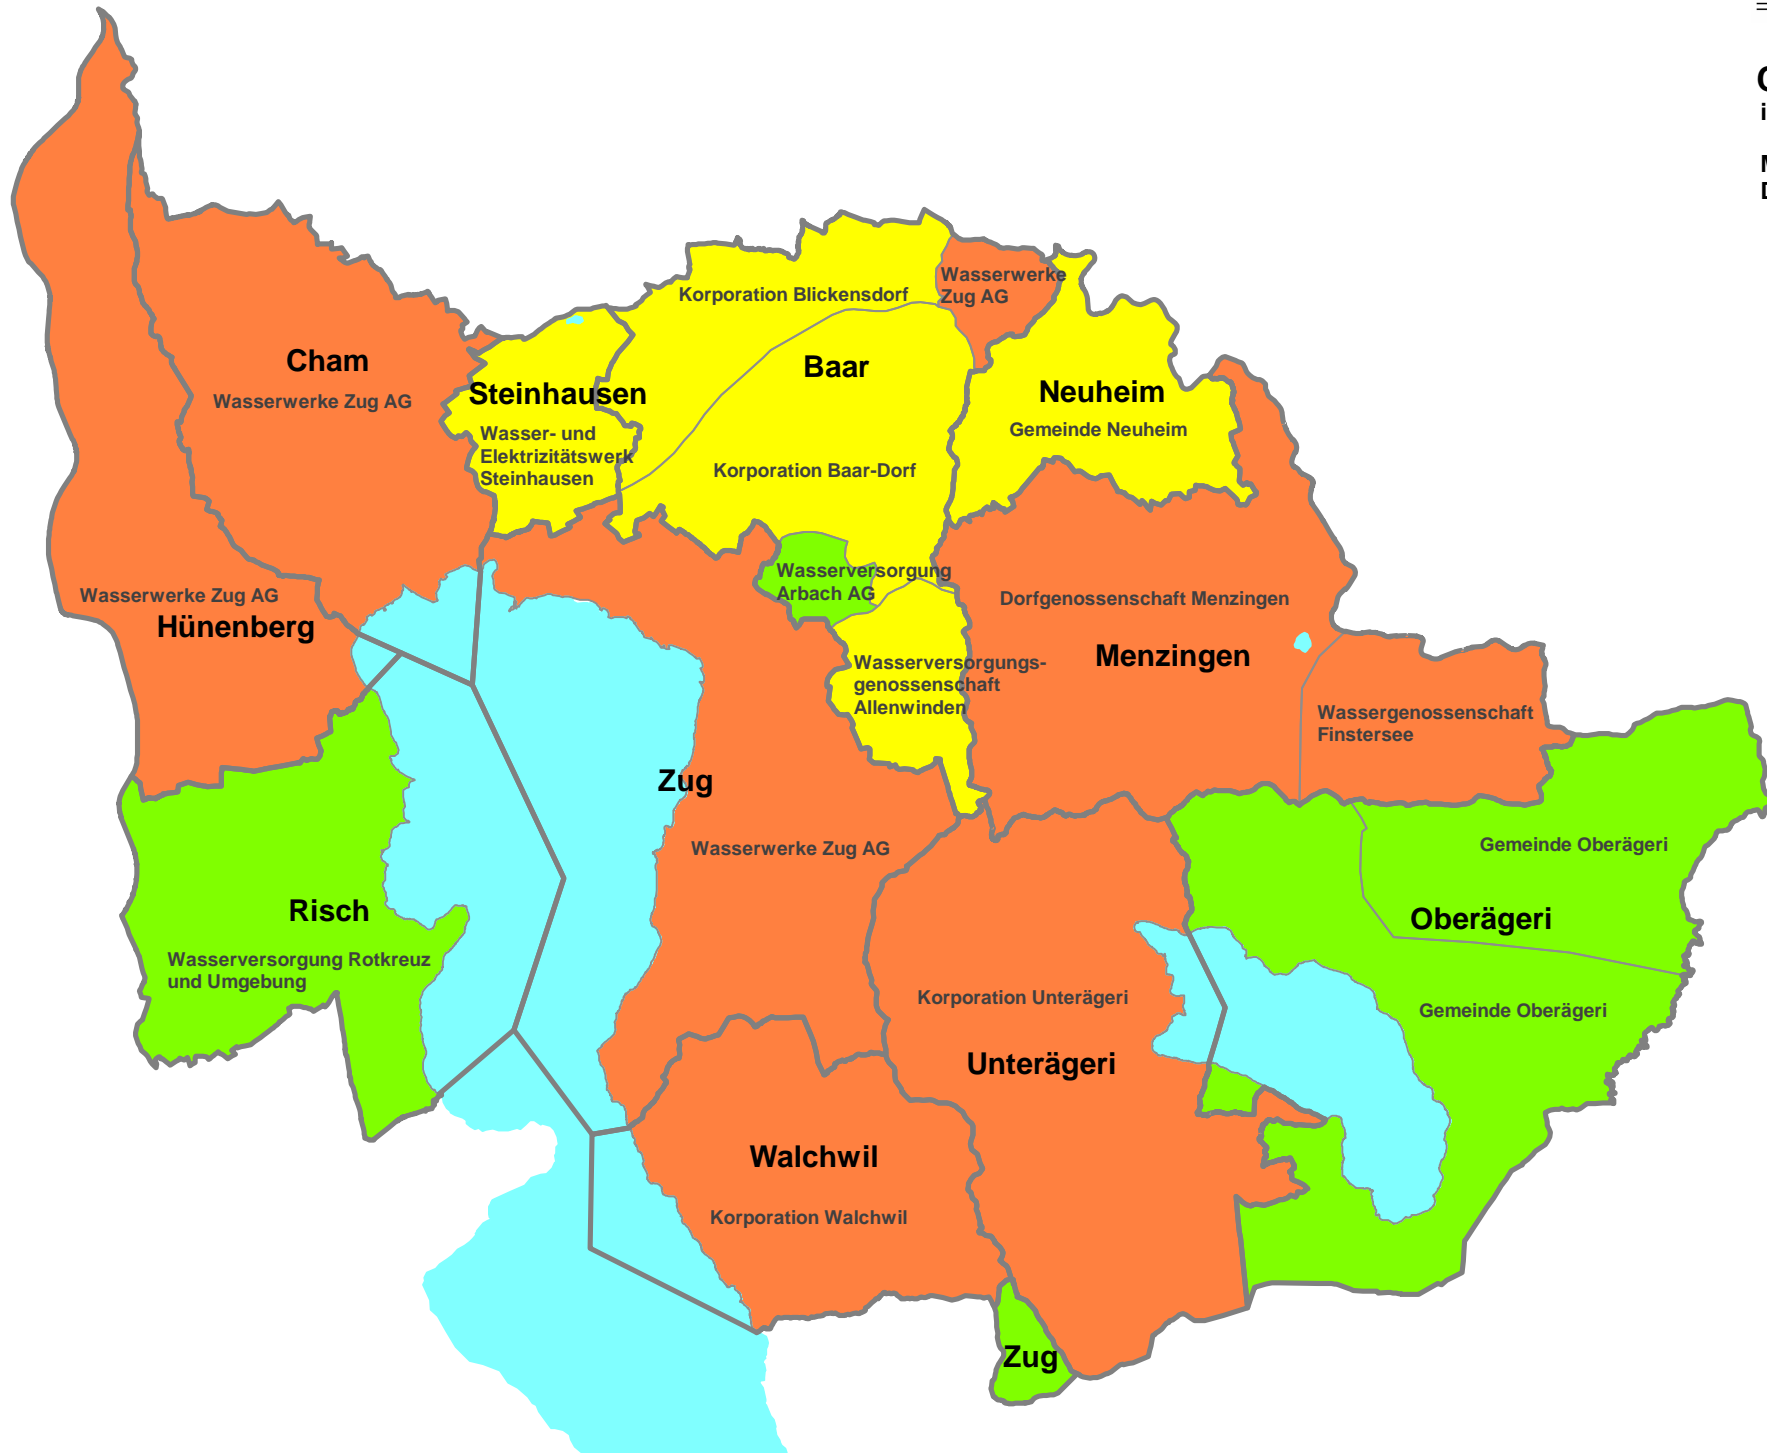 Wasserwerke
Zug AG
Korporation Blickensdorf
Cham
Baar
Wasserwerke Zug AG
Steinhausen
Neuheim
Gemeinde Neuheim
Wasser- und
Elektrizitätswerk
Steinhausen
Korporation Baar-Dorf
Wasserversorgung
Arbach AG
Wasserwerke Zug AG
Hünenberg
Dorfgenossenschaft Menzingen
Menzingen
Wasserversorgungs-
genossenschaft
Allenwinden
Wassergenossenschaft
Finstersee
Zug
Wasserwerke Zug AG
Gemeinde Oberägeri
Oberägeri
Risch
Wasserversorgung Rotkreuz
und Umgebung
Korporation Unterägeri
Gemeinde Oberägeri
Unterägeri
Walchwil
Korporation Walchwil
Zug